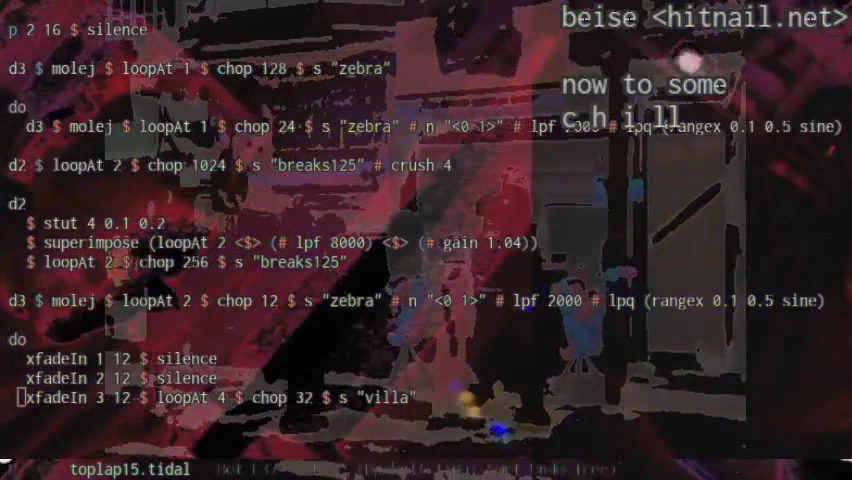 beise <hitnail.net>
now to some
c h i ll
p 2 16 $ silence
d3 $ molej $ loopAt 1 $ chop 128 $ s "zebra"
do
d3 $ molej $ loopAt 1 $ chop 24 $ s "zebra" # n "<0 1>" # lpf # lpq (rangex 0.1 0.5 sine)
d2 $ loopAt 2 $ chop 1024 $ s "breaks125" # crush 4
d2
$ stut 4 0.1 0.2
$ superimpose (loopAt 2 <$> (# lpf 8000) <$> (# gain 1.04))
$ loopAt 2 $ chop 256 $ s "breaks125"
d3 $ molej $ loopAt 2 $ chop 12 $ s "zebra" # n "<0 1>" # lpf 2000 # lpq (rangex 0.1 0.5 sine)
do
xfadeIn 1 12 $ silence
xfadeIn 2 12 $ silence
xfadeIn 3 12 $ loopAt 4 $ chop 32 $ s "villa"
toplap15.tidal